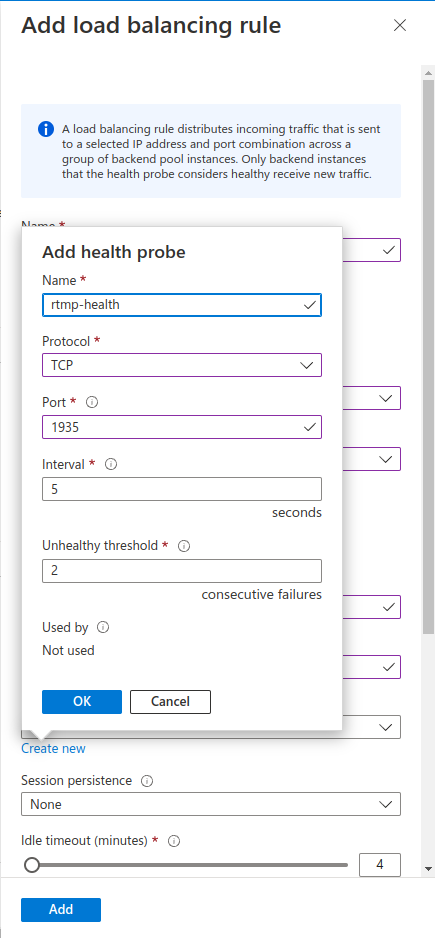 Add load balancing rule
A load balancing rule distributes incoming traffic that is sent
to a selected IP address and port combination across a
group of backend pool instances. Only backend instances
that the health probe considers healthy receive new traffic.
Name *
Add health probe
Name *
rtmp-health
Protocol *
TCP
Port *
1935
Interval *
5
seconds
Unhealthy threshold *
2
consecutive failures
Used by
Not used
OK Cancel
Create new
Session persistence
None
Idle timeout (minutes) *
4
Add